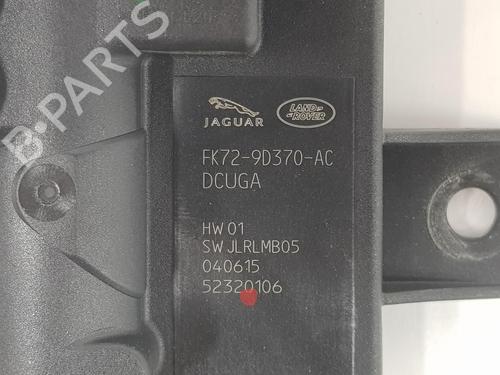 B-PARTS
JAGUAR
LAND ROVER
FK72-9D370-AC
DCUGA
HW 01
SW JLRLMB05
040615
52320106